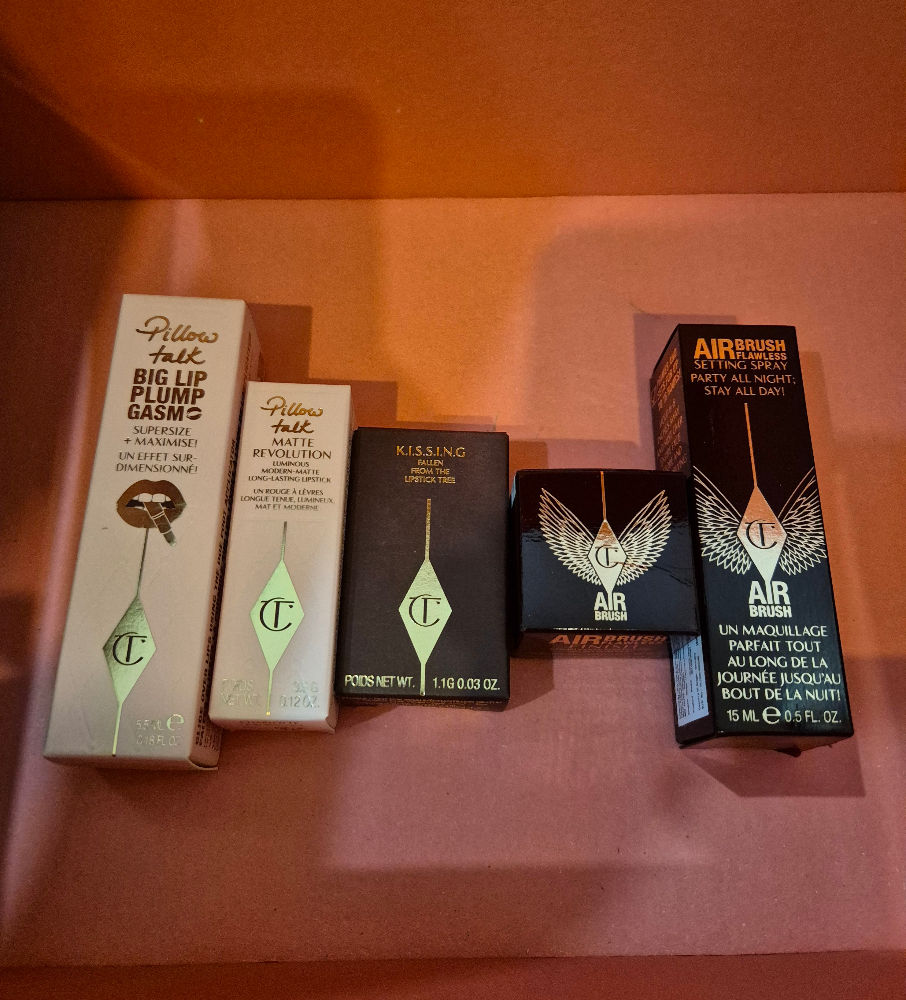 Pillow
talk
BIG LIP
PLUMP
GASM
SUPERSIZE
+ MAXIMISE!
UN EFFET SUR-
DIMENSIONNÉ!
CT
5.5 ML e
0.18 FL OZ
Pillow
talk
MATTE
REVOLUTION
LUMINOUS
MODERN-MATTE
LONG-LASTING LIPSTICK
UN ROUGE À LÈVRES
LONGUE TENUE, LUMINEUX,
MAT ET MODERNE
CT
POIDS
NET WT.
0.12 OZ.
K.I.S.S.I.N.G
FALLEN
FROM THE
LIPSTICK TREE
CT
POIDS NET WT. 1.1G 0.03 OZ.
CT
AIR
BRUSH
AIRBRUSH
AIRBRUSH
FLAWLESS
SETTING SPRAY
PARTY ALL NIGHT;
STAY ALL DAY!
CT
AIR
BRUSH
UN MAQUILLAGE
PARFAIT TOUT
AU LONG DE LA
JOURNÉE JUSQU'AU
BOUT DE LA NUIT!
15 ML e 0.5 FL. OZ.